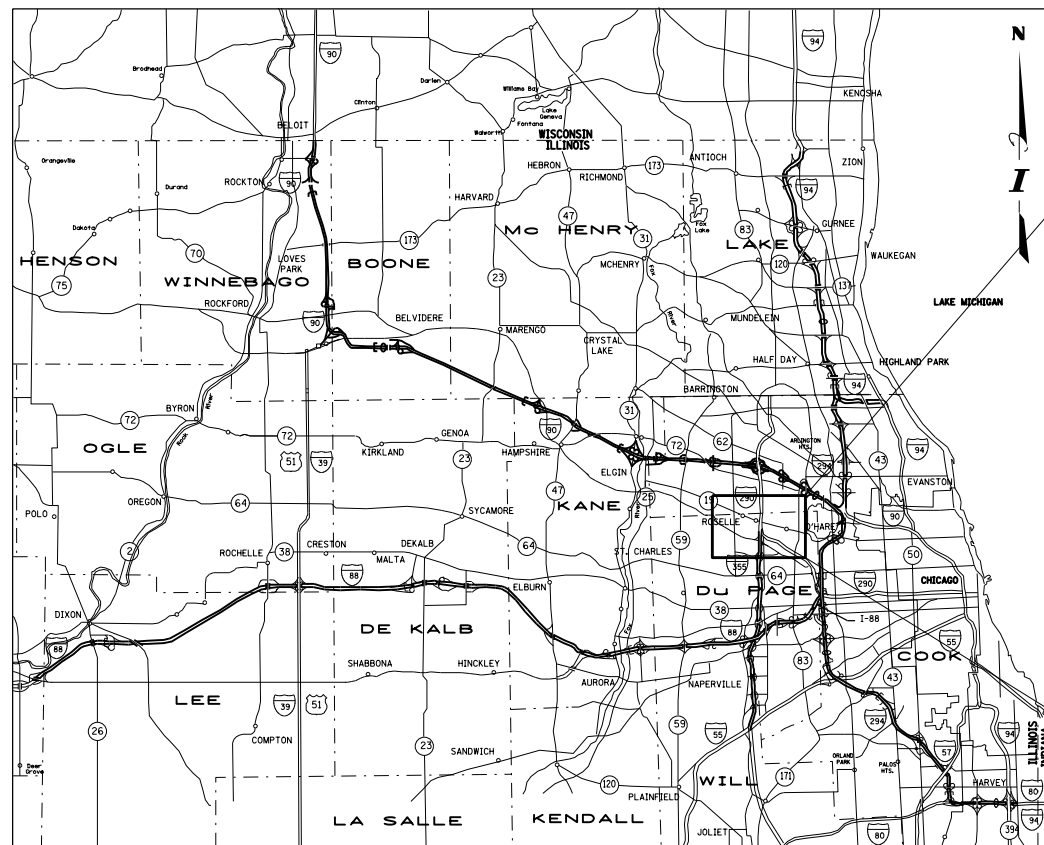 90
94
N
Brodhead
Darien
Williams Bay
KENOSHA
Clinton
Lake
Geneva
Fontana
BELOIT
Walworth
WISCONSIN
ILLINOIS
I
Orangeville
HEBRON
173
ANTIOCH
ZION
ROCKTON
90
RICHMOND
94
Durand
HARVARD
47
Fox
Lake
83
GURNEE
Dakota
MC HENRY
31
LAKE
173
70
HENSON
LOVES
PARK
BOONE
MCHENRY
120
WAUKEGAN
Fox
23
WINNEBAGO
75
137
ROCKFORD
LAKE MICHIGAN
90
BELVIDERE
River
MUNDELEIN
MARENGO
CRYSTAL
LAKE
HALF DAY
HIGHLAND PARK
94
BARRINGTON
BYRON
River
31
72
90
GENOA
72
62
ARLINGTON
HTS.
43
OGLE
Rock
72
KIRKLAND
23
HAMPSHIRE
94
51
39
ELGIN
294
EVANSTON
47
KANE
25
19
290
OREGON
64
SYCAMORE
River
59
ROSELLE
O'HARE
90
POLO
2
ROCHELLE
38
CRESTON
DEKALB
64
ST. CHARLES
50
MALTA
355
64
88
ELBURN
290
CHICAGO
DU PAGE
DIXON
38
I-88
DE KALB
Fox
88
55
88
SHABBONA
HINCKLEY
83
COOK
AURORA
NAPERVILLE
43
LEE
39
51
294
59
55
26
COMPTON
23
SANDWICH
94
ILLINOIS
INDIANA
57
ORLAND
PARK
PALOS
HTS.
Deer
Grove
WILL
171
HARVEY
120
PLAINFIELD
80
LA SALLE
KENDALL
94
JOLIET
80
394